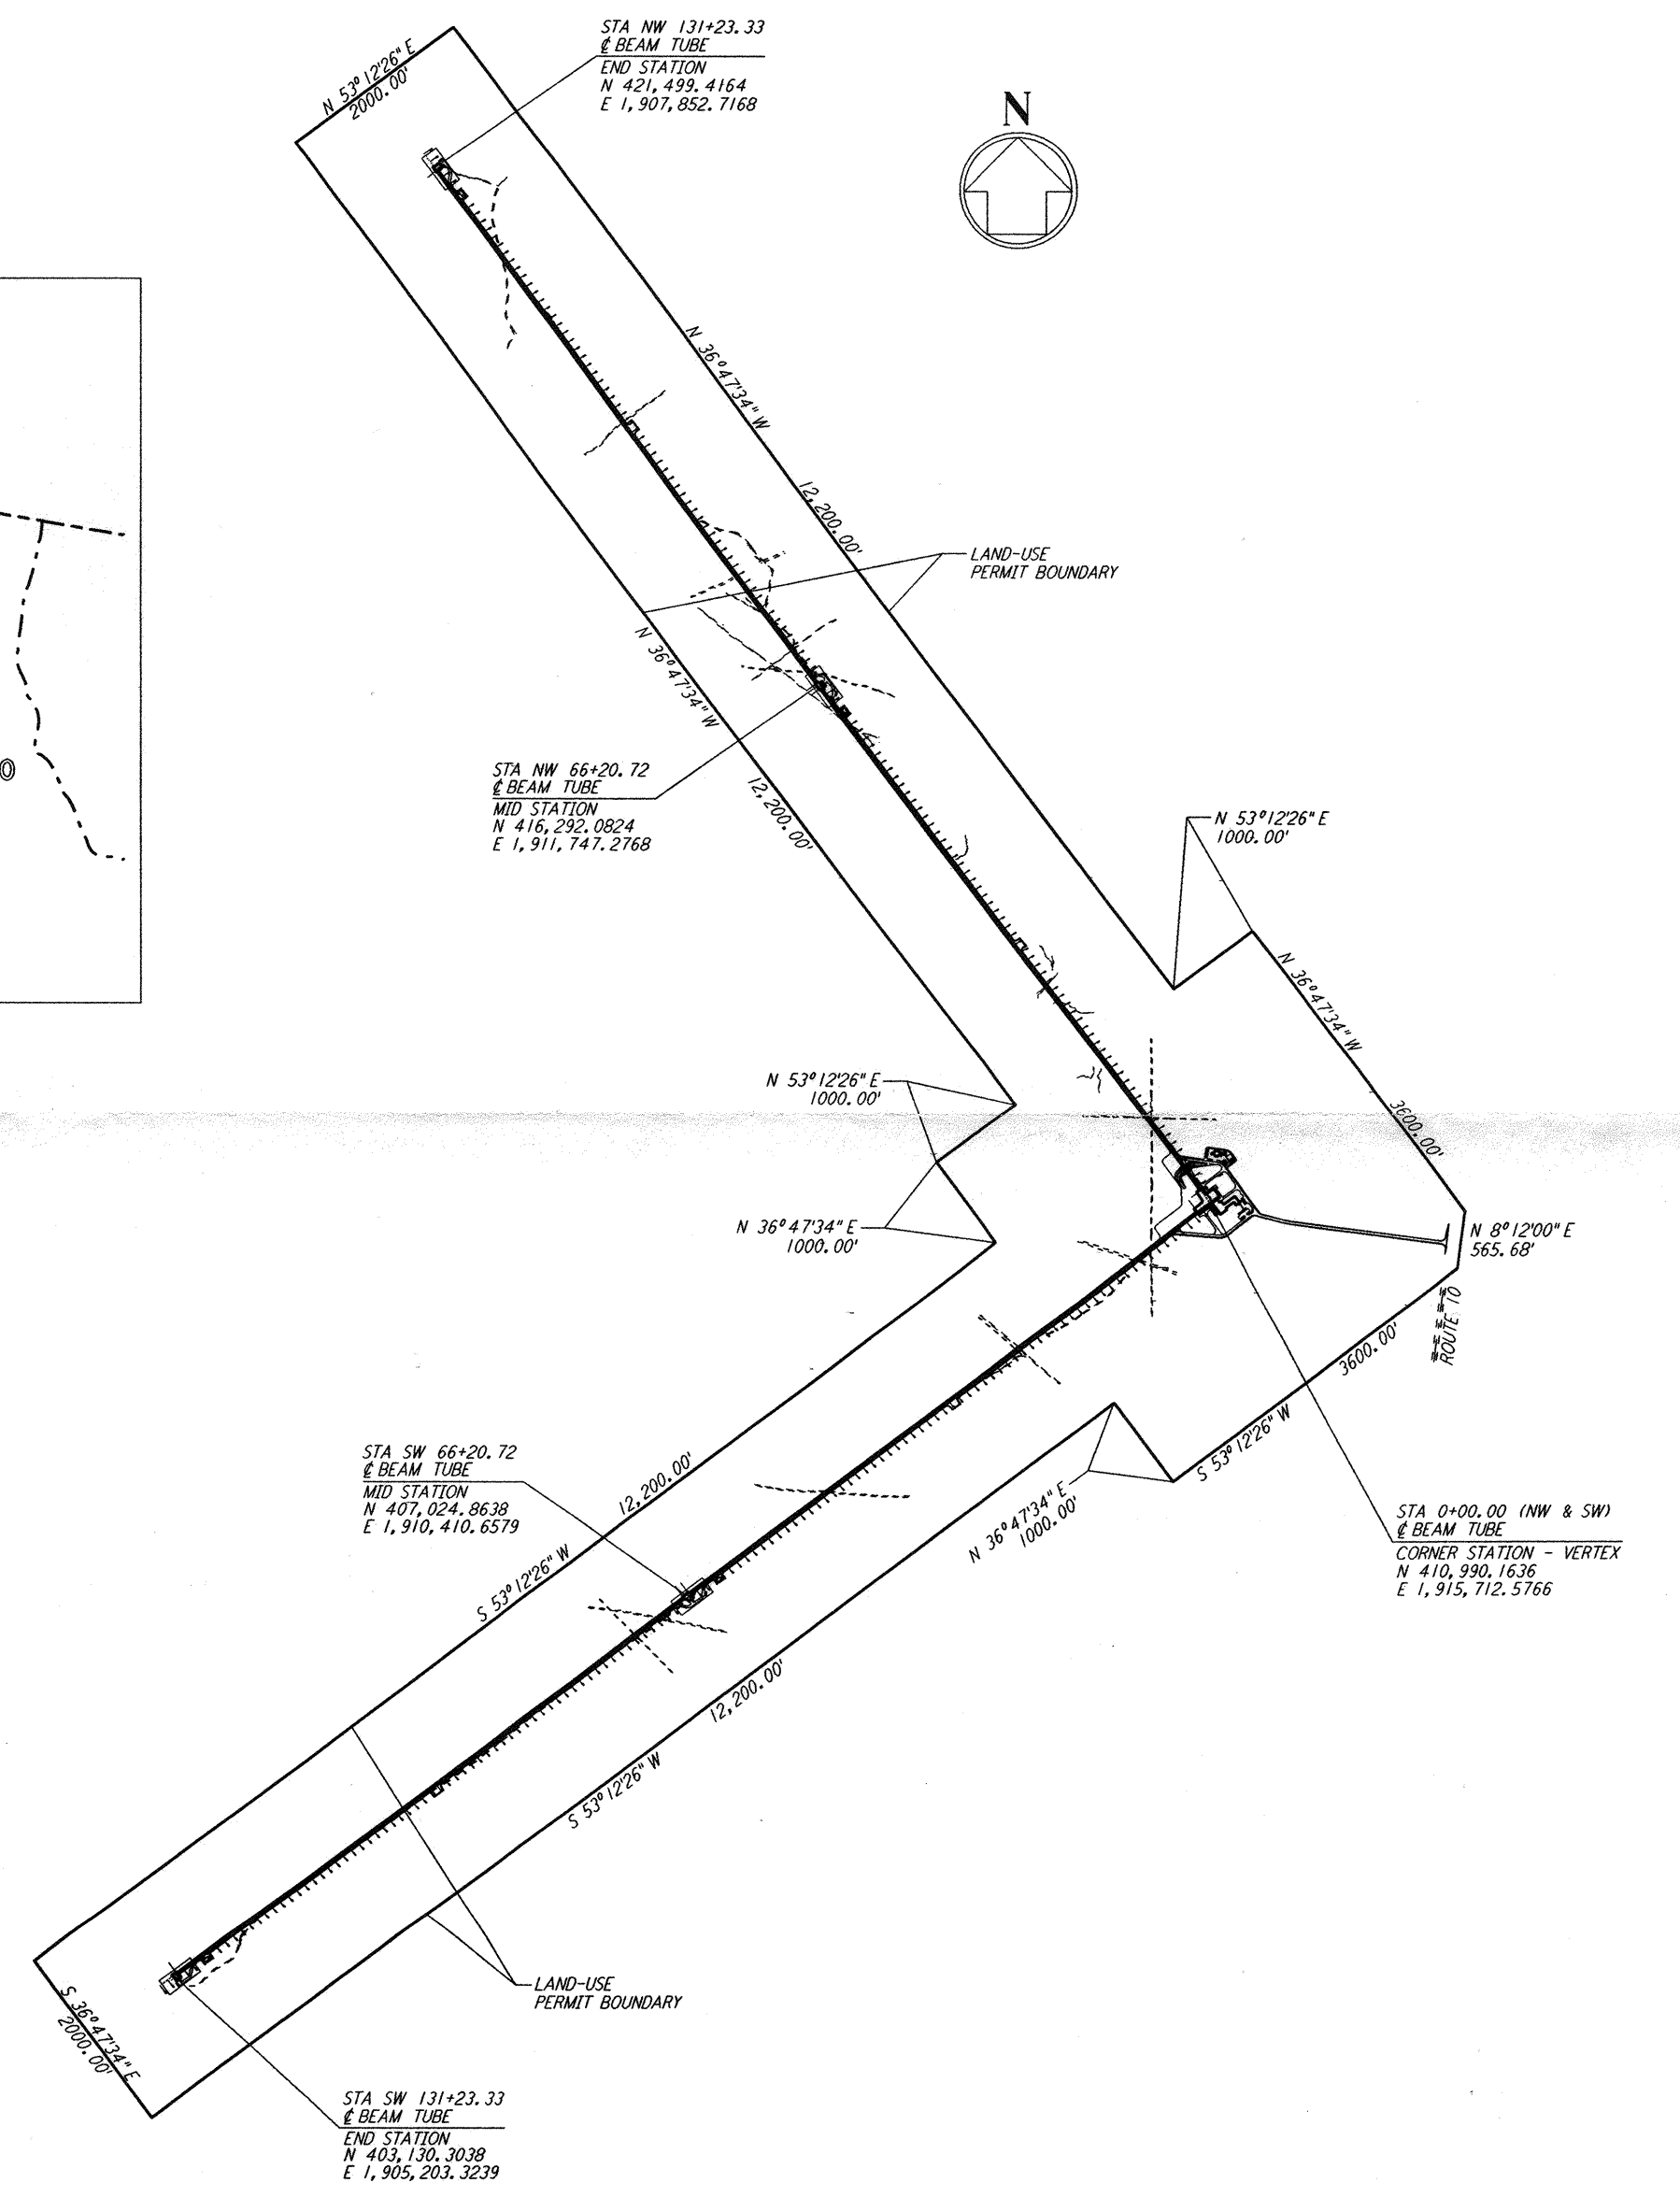 STA NW 131+23.33
℄ BEAM TUBE
END STATION
N 421,499.4164
E 1,907,852.7168
N 53°12'26" E
2000.00'
N
N 36°47'34" W
12,200.00'
LAND-USE
PERMIT BOUNDARY
N 36°47'34" W
12,200.00'
STA NW 66+20.72
℄ BEAM TUBE
MID STATION
N 416,292.0824
E 1,911,747.2768
N 53°12'26" E
1000.00'
N 36°47'34" W
3600.00'
N 53°12'26" E
1000.00'
N 36°47'34" E
1000.00'
N 8°12'00" E
565.68'
ROUTE 10
3600.00'
S 53°12'26" W
N 36°47'34" E
1000.00'
STA SW 66+20.72
℄ BEAM TUBE
MID STATION
N 407,024.8638
E 1,910,410.6579
12,200.00'
S 53°12'26" W
STA 0+00.00 (NW & SW)
℄ BEAM TUBE
CORNER STATION - VERTEX
N 410,990.1636
E 1,915,712.5766
12,200.00'
S 53°12'26" W
LAND-USE
PERMIT BOUNDARY
S 36°47'34" E
2000.00'
STA SW 131+23.33
℄ BEAM TUBE
END STATION
N 403,130.3038
E 1,905,203.3239